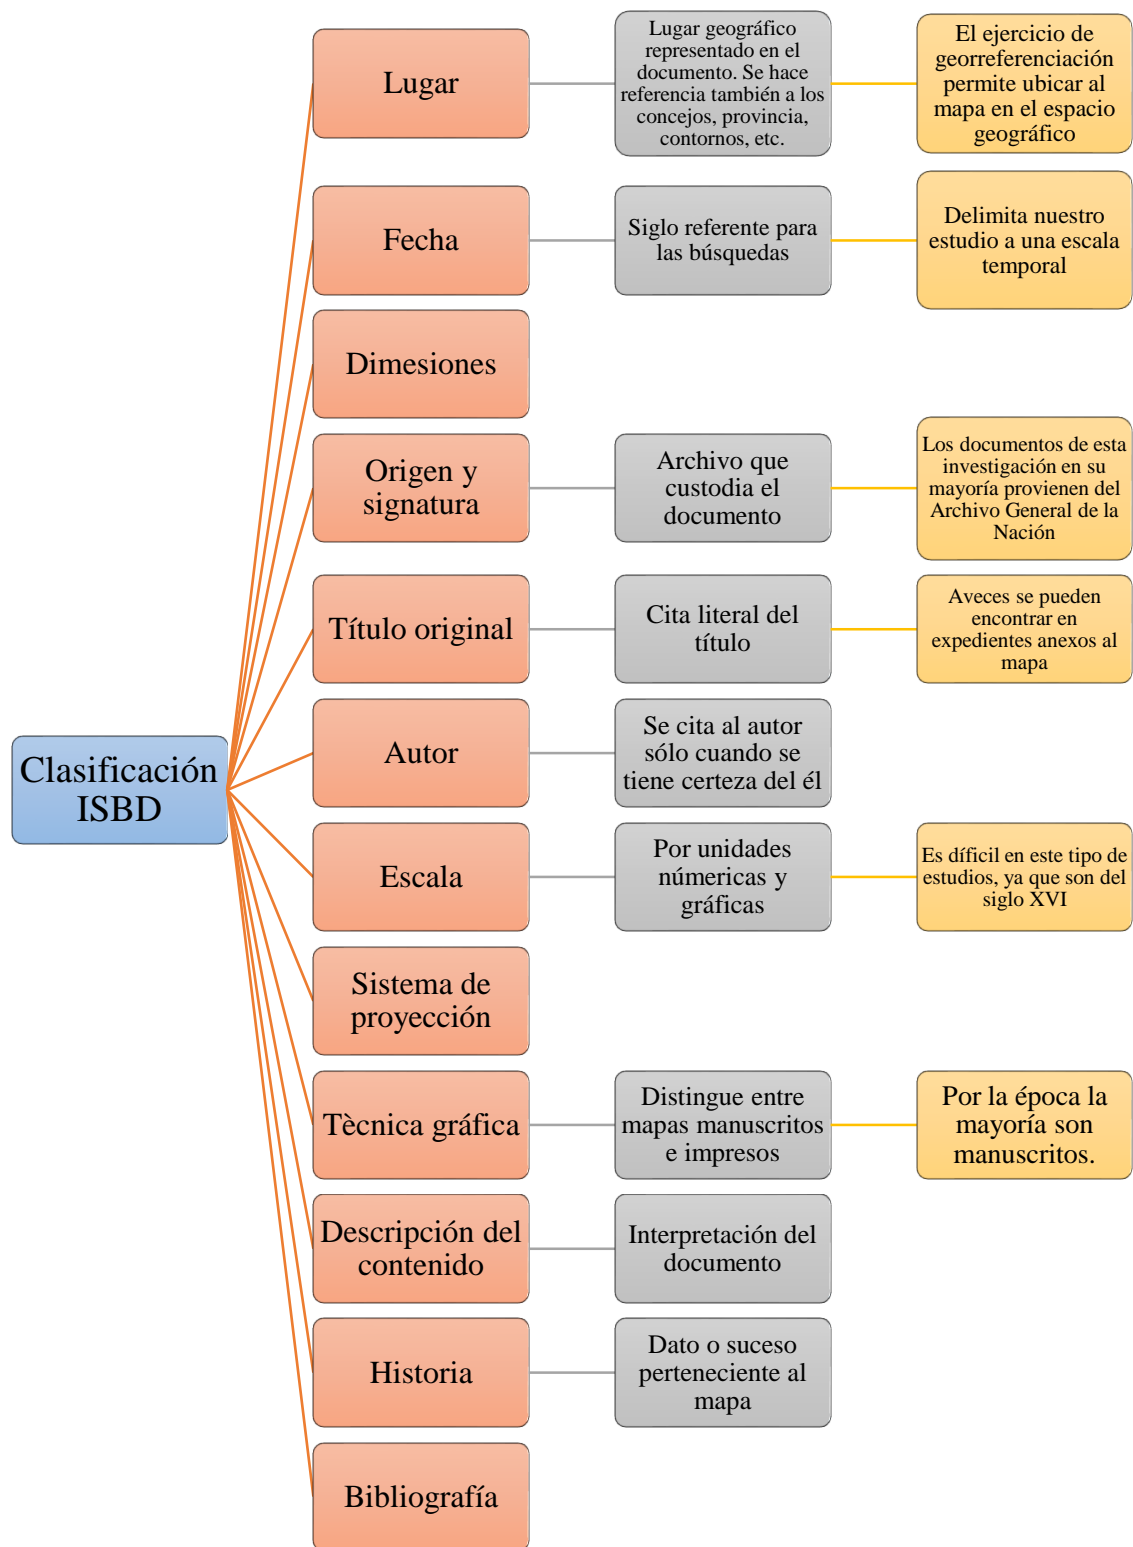 Clasificación
ISBD
Lugar
Lugar geográfico
representado en el
documento. Se hace
referencia también a los
concejos, provincia,
contornos, etc.
El ejercicio de
georreferenciación
permite ubicar al
mapa en el espacio
geográfico
Fecha
Siglo referente para
las búsquedas
Delimita nuestro
estudio a una escala
temporal
Dimesiones
Origen y
signatura
Archivo que
custodia el
documento
Los documentos de esta
investigación en su
mayoría provienen del
Archivo General de la
Nación
Título original
Cita literal del
título
Aveces se pueden
encontrar en
expedientes anexos al
mapa
Autor
Se cita al autor
sólo cuando se
tiene certeza del él
Escala
Por unidades
númericas y
gráficas
Es díficil en este tipo de
estudios, ya que son del
siglo XVI
Sistema de
proyección
Tècnica gráfica
Distingue entre
mapas manuscritos
e impresos
Por la época la
mayoría son
manuscritos.
Descripción del
contenido
Interpretación del
documento
Historia
Dato o suceso
perteneciente al
mapa
Bibliografía